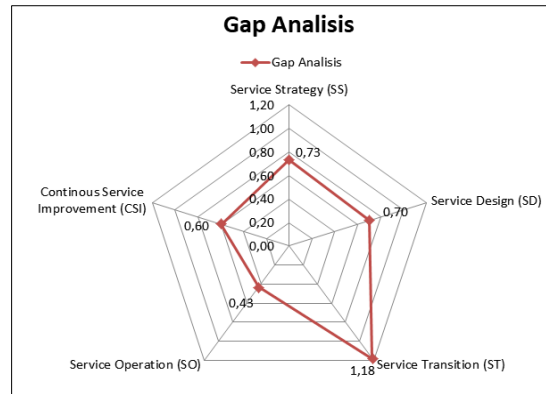 Gap Analisis
Gap Analisis
Service Strategy (SS)
1,20
1,00
0,80
0,73
0,60
0,40
0,20
0,00
Continous Service
Improvement (CSI)
Service Design (SD)
0,70
0,60
0,43
Service Operation (SO)
Service Transition (ST)
1,18